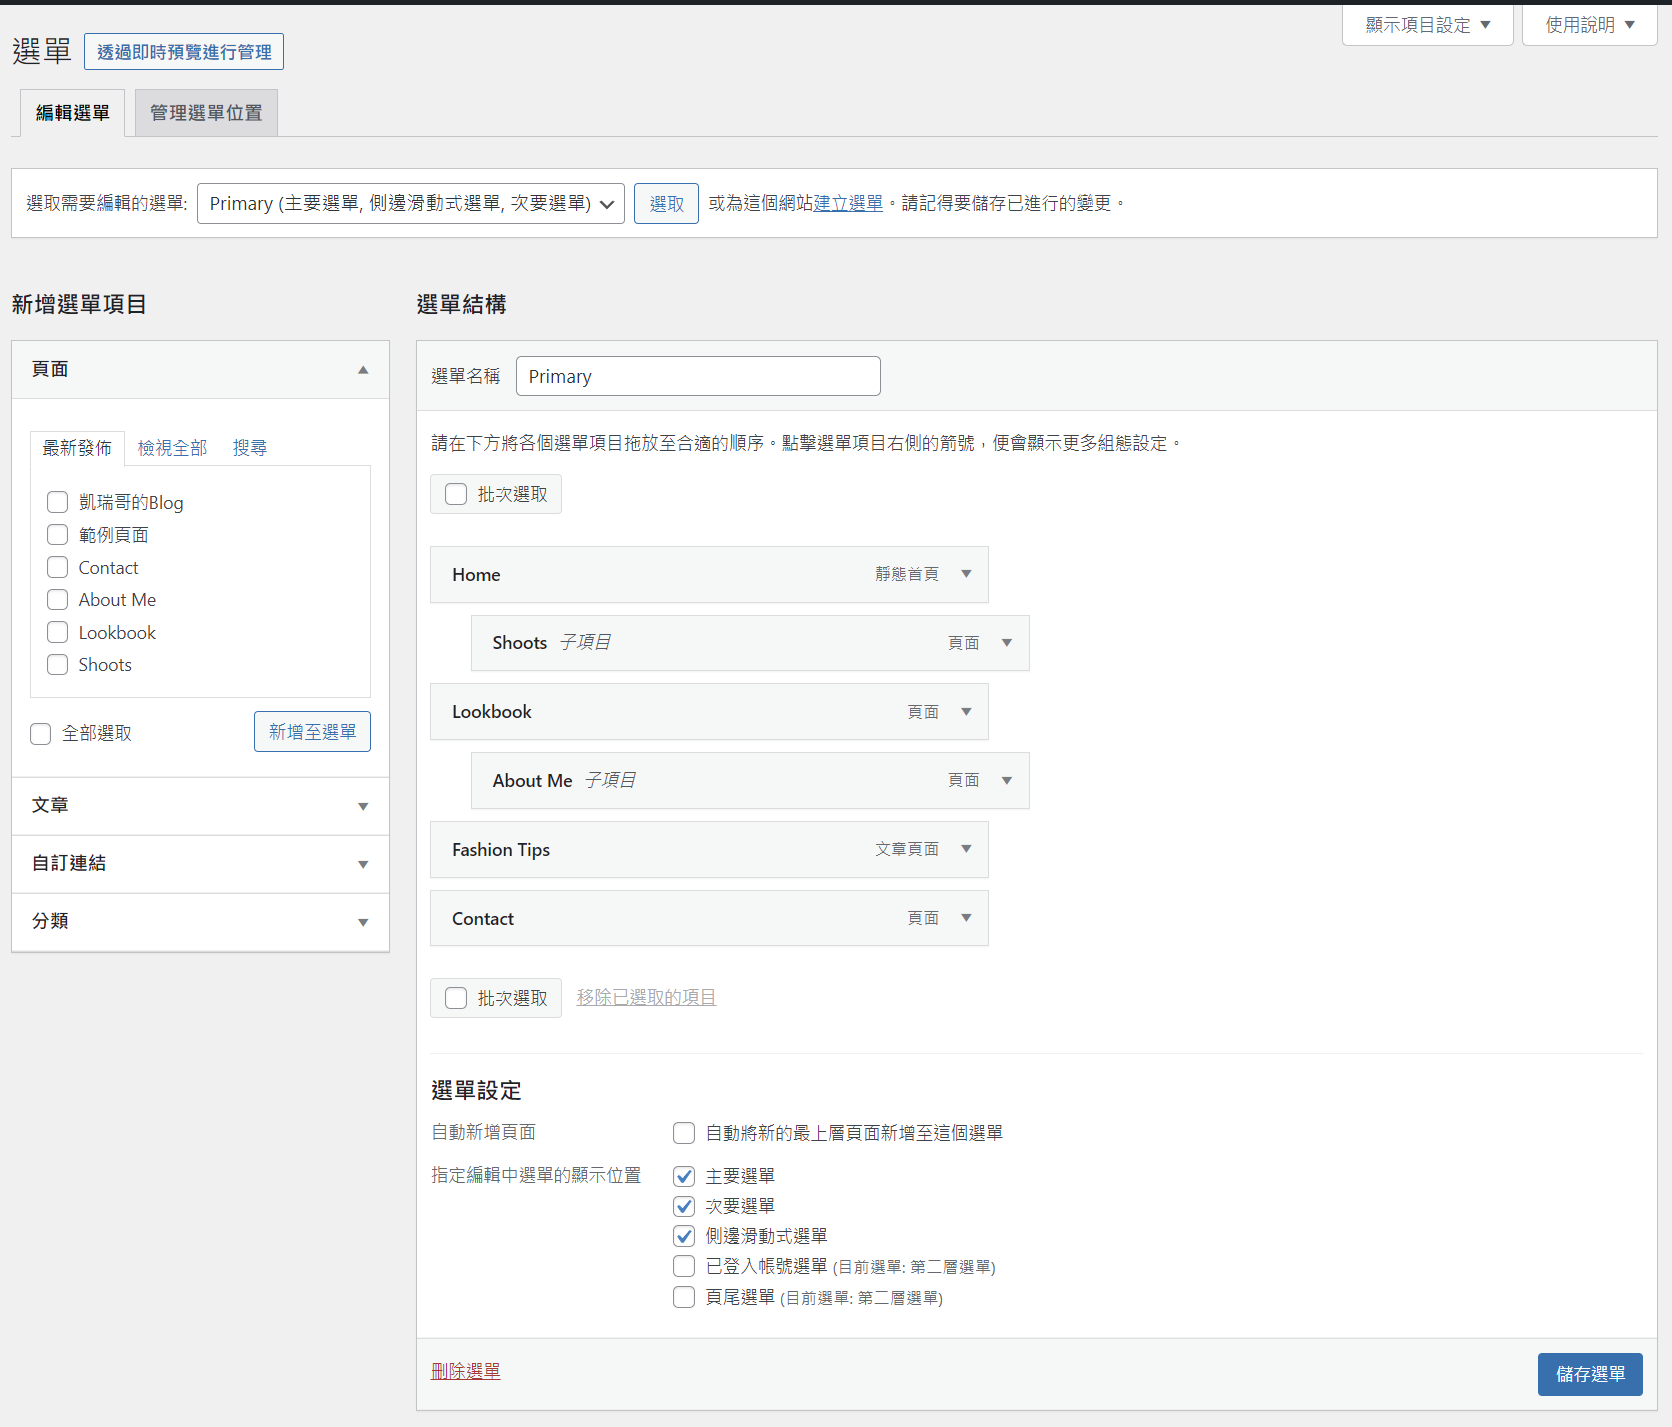 顯示項目設定 ▼
使用說明 ▼
選單
透過即時預覽進行管理
編輯選單
管理選單位置
選取需要編輯的選單:
Primary (主要選單, 側邊滑動式選單, 次要選單)
選取
或為這個網站建立選單。請記得要儲存已進行的變更。
新增選單項目
頁面
最新發佈
檢視全部
搜尋
凱瑞哥的Blog
範例頁面
Contact
About Me
Lookbook
Shoots
全部選取
新增至選單
文章
自訂連結
分類
選單結構
選單名稱
Primary
請在下方將各個選單項目拖放至合適的順序。點擊選單項目右側的箭號，便會顯示更多組態設定。
批次選取
Home 靜態首頁
Shoots 子項目 頁面
Lookbook 頁面
About Me 子項目 頁面
Fashion Tips 文章頁面
Contact 頁面
批次選取
移除已選取的項目
選單設定
自動新增頁面
自動將新的最上層頁面新增至這個選單
指定編輯中選單的顯示位置
主要選單
次要選單
側邊滑動式選單
已登入帳號選單 (目前選單: 第二層選單)
頁尾選單 (目前選單: 第二層選單)
刪除選單
儲存選單